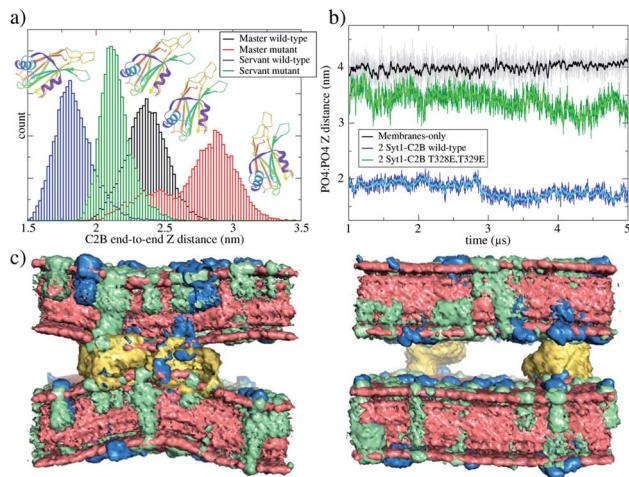 a)
Master wild-type
Master mutant
Servant wild-type
Servant mutant
count
1.5 2 2.5 3 3.5
C2B end-to-end Z distance (nm)
b)
PO4:PO4 Z distance (nm)
4
3
2
Membranes-only
2 Syt1-C2B wild-type
2 Syt1-C2B T328E,T329E
1 2 3 4 5
time (µs)
c)